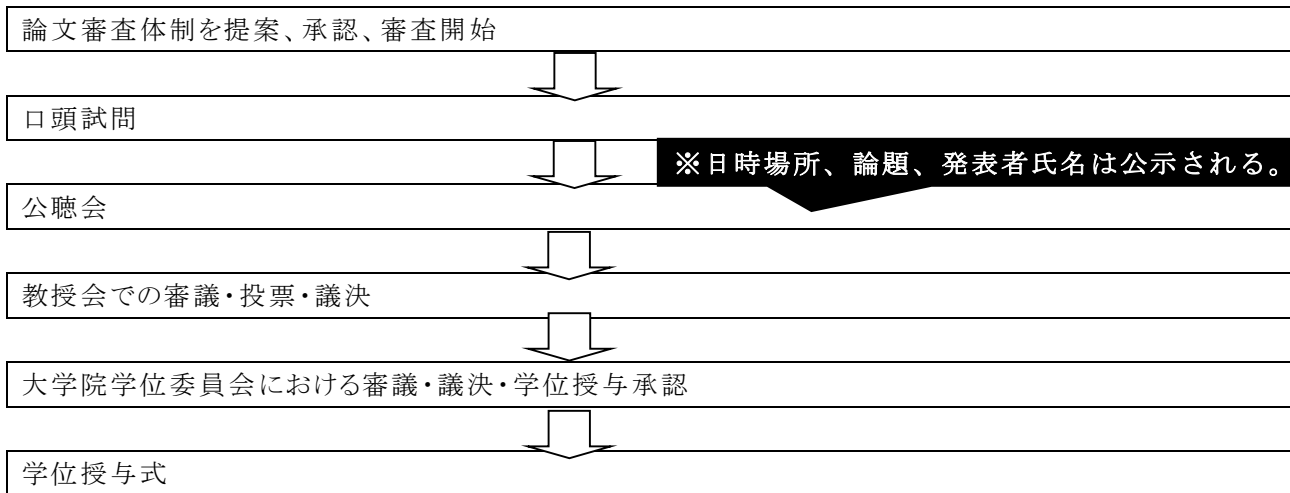 論文審査体制を提案、承認、審査開始
口頭試問
※日時場所、論題、発表者氏名は公示される。
公聴会
教授会での審議・投票・議決
大学院学位委員会における審議・議決・学位授与承認
学位授与式